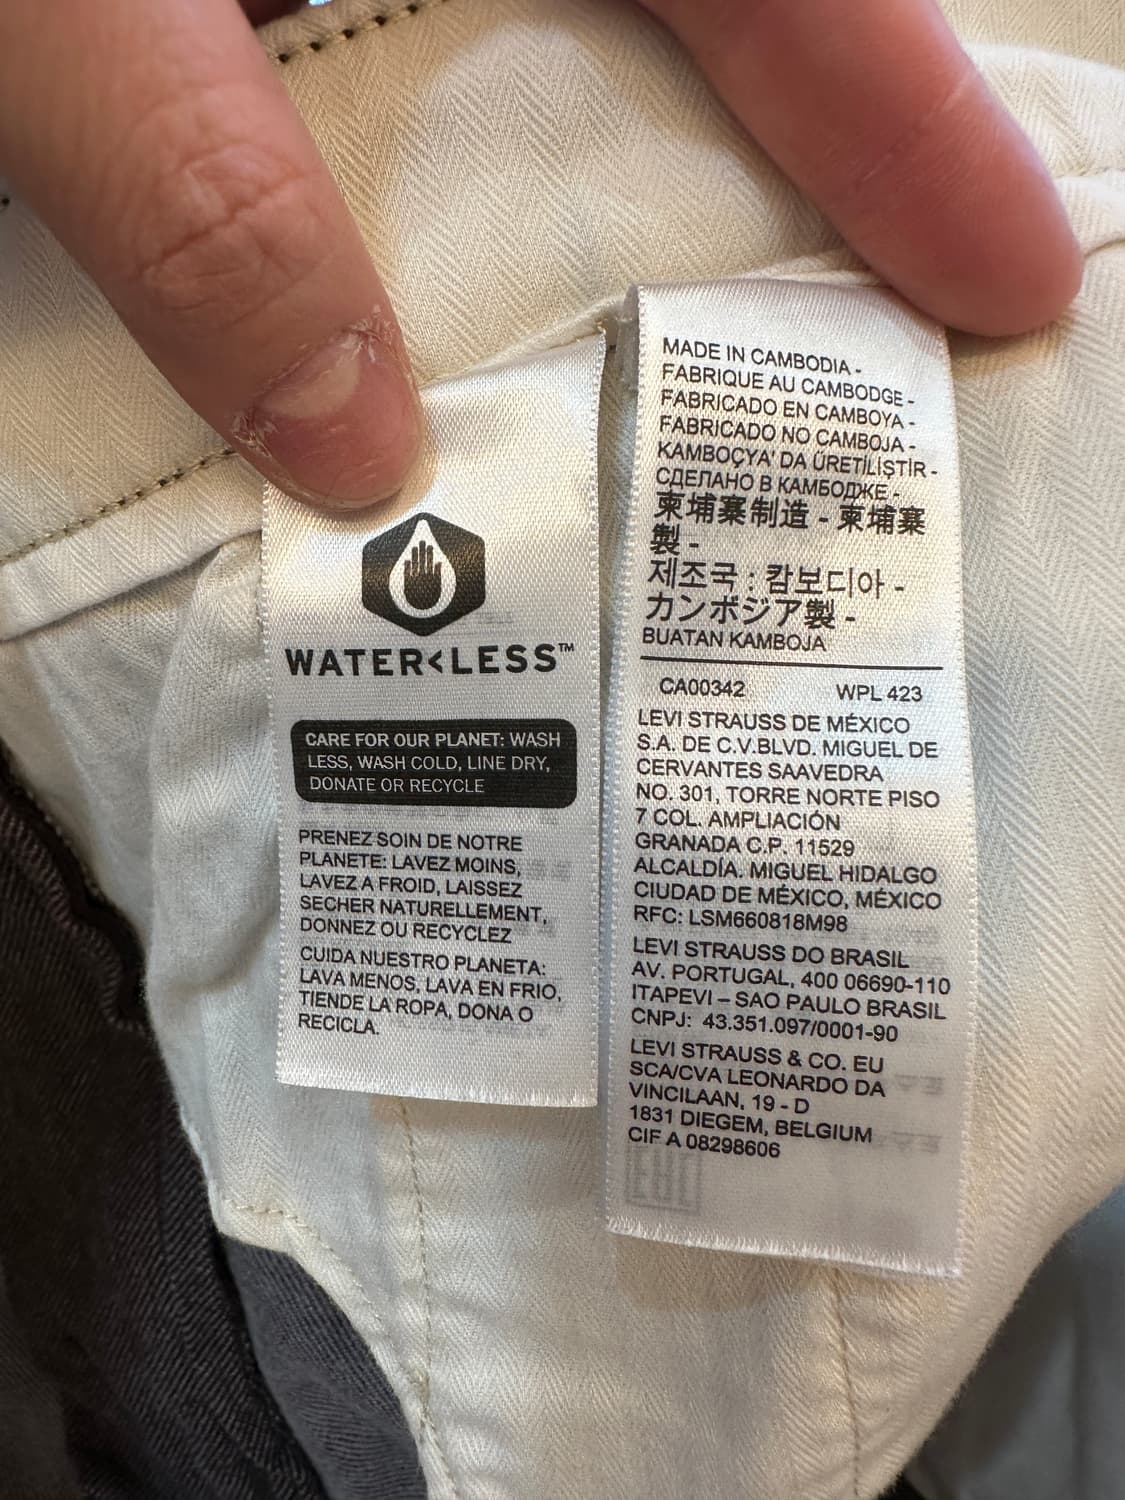 WATER<LESS™
CARE FOR OUR PLANET: WASH
LESS, WASH COLD, LINE DRY,
DONATE OR RECYCLE
PRENEZ SOIN DE NOTRE
PLANETE: LAVEZ MOINS,
LAVEZ A FROID, LAISSEZ
SECHER NATURELLEMENT,
DONNEZ OU RECYCLEZ
CUIDA NUESTRO PLANETA:
LAVA MENOS, LAVA EN FRIO,
TIENDE LA ROPA, DONA O
RECICLA.
MADE IN CAMBODIA -
FABRIQUE AU CAMBODGE -
FABRICADO EN CAMBOYA -
FABRICADO NO CAMBOJA -
KAMBOÇYA' DA ÜRETİLİŞTİR -
СДЕЛАНО В КАМБОДЖЕ -
柬埔寨制造 - 柬埔寨
製 -
제조국 : 캄보디아 -
カンボジア製 -
BUATAN KAMBOJA
CA00342 WPL 423
LEVI STRAUSS DE MÉXICO
S.A. DE C.V.BLVD. MIGUEL DE
CERVANTES SAAVEDRA
NO. 301, TORRE NORTE PISO
7 COL. AMPLIACIÓN
GRANADA C.P. 11529
ALCALDÍA. MIGUEL HIDALGO
CIUDAD DE MÉXICO, MÉXICO
RFC: LSM660818M98
LEVI STRAUSS DO BRASIL
AV. PORTUGAL, 400 06690-110
ITAPEVI – SAO PAULO BRASIL
CNPJ: 43.351.097/0001-90
LEVI STRAUSS & CO. EU
SCA/CVA LEONARDO DA
VINCILAAN, 19 - D
1831 DIEGEM, BELGIUM
CIF A 08298606